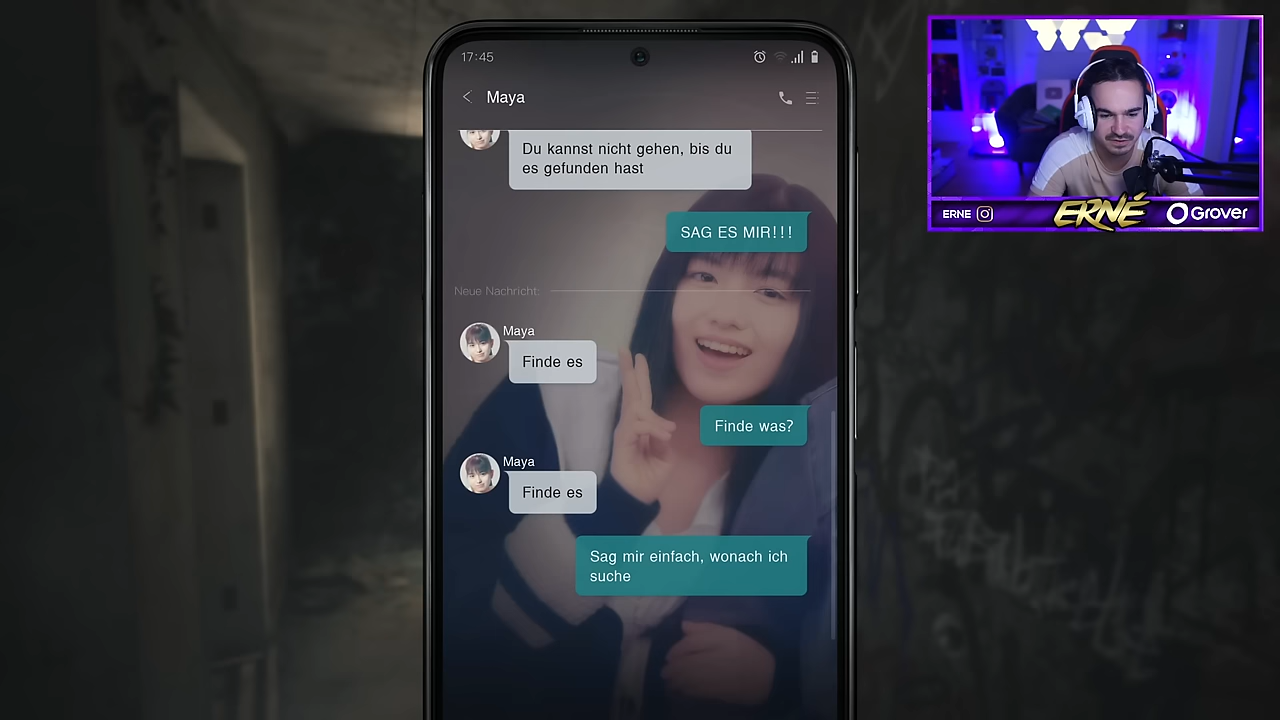 17:45
Maya
Du kannst nicht gehen, bis du
es gefunden hast
SAG ES MIR!!!
Neue Nachricht:
Maya
Finde es
Finde was?
Maya
Finde es
Sag mir einfach, wonach ich
suche
ERNE
ERNÉ
Grover